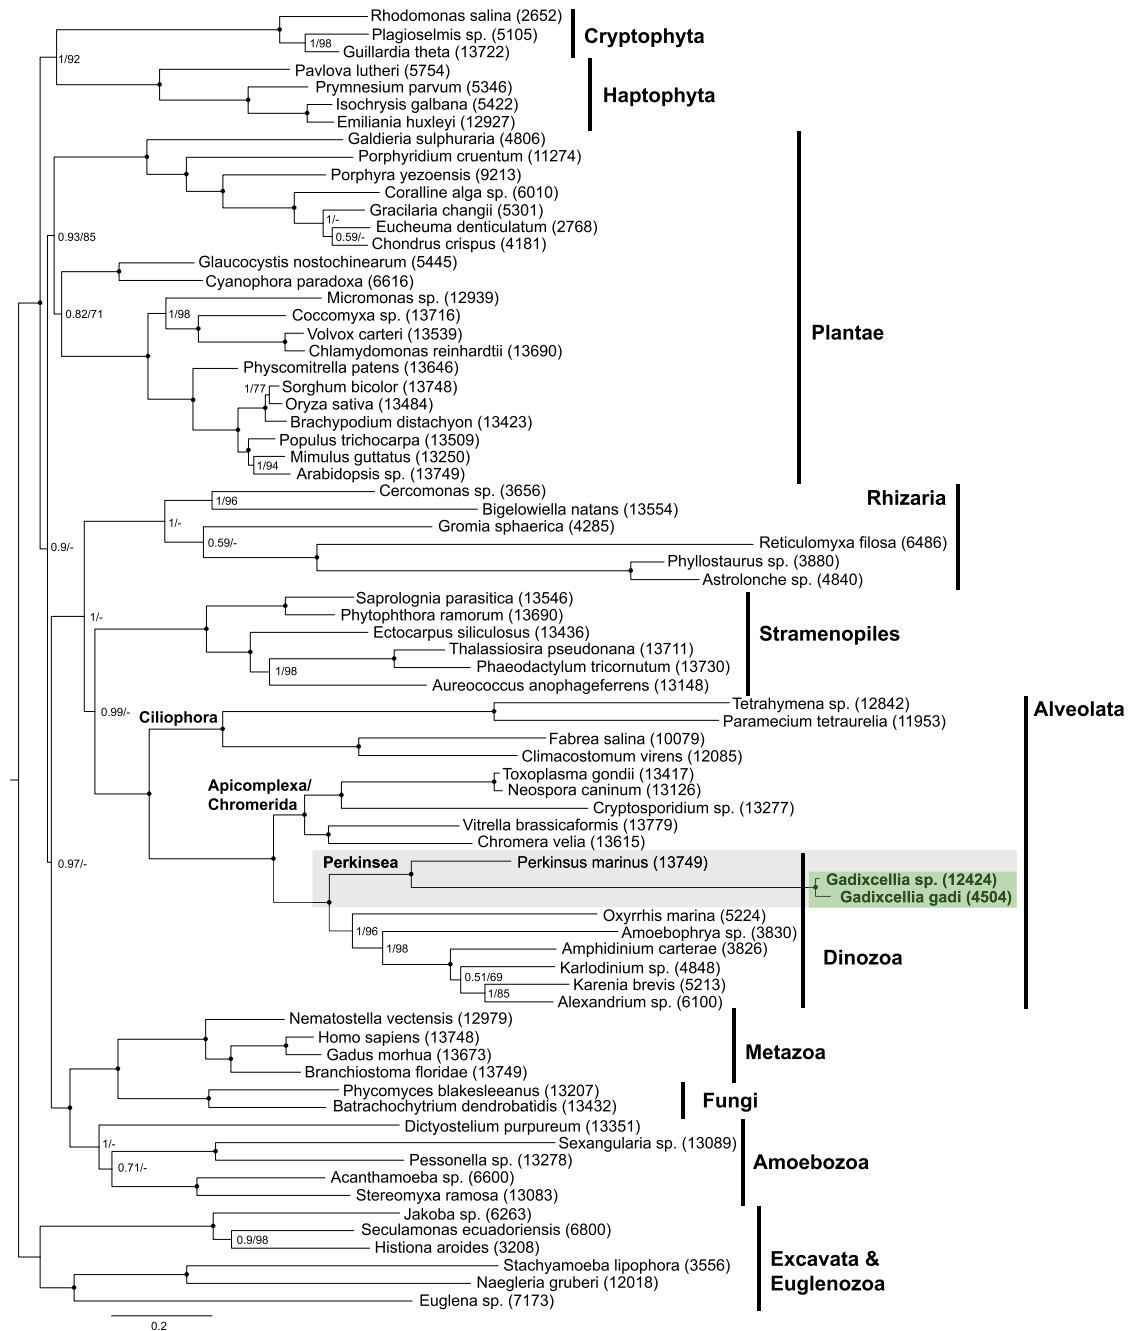 Rhodomonas salina (2652)
Plagioselmis sp. (5105)
1/98
Guillardia theta (13722)
Cryptophyta
1/92
Pavlova lutheri (5754)
Prymnesium parvum (5346)
Isochrysis galbana (5422)
Emiliania huxleyi (12927)
Haptophyta
Galdieria sulphuraria (4806)
Porphyridium cruentum (11274)
Porphyra yezoensis (9213)
Coralline alga sp. (6010)
Gracilaria changii (5301)
1/-
Eucheuma denticulatum (2768)
0.59/-
Chondrus crispus (4181)
0.93/85
Glaucocystis nostochinearum (5445)
Cyanophora paradoxa (6616)
0.82/71
Micromonas sp. (12939)
1/98
Coccomyxa sp. (13716)
Volvox carteri (13539)
Chlamydomonas reinhardtii (13690)
Plantae
Physcomitrella patens (13646)
1/77
Sorghum bicolor (13748)
Oryza sativa (13484)
Brachypodium distachyon (13423)
Populus trichocarpa (13509)
Mimulus guttatus (13250)
1/94
Arabidopsis sp. (13749)
Cercomonas sp. (3656)
1/96
Rhizaria
Bigelowiella natans (13554)
1/-
Gromia sphaerica (4285)
0.59/-
0.9/-
Reticulomyxa filosa (6486)
Phyllostaurus sp. (3880)
Astrolonche sp. (4840)
Saprolognia parasitica (13546)
1/-
Phytophthora ramorum (13690)
Ectocarpus siliculosus (13436)
Stramenopiles
Thalassiosira pseudonana (13711)
Phaeodactylum tricornutum (13730)
1/98
Aureococcus anophageferrens (13148)
Tetrahymena sp. (12842)
Alveolata
0.99/-
Ciliophora
Paramecium tetraurelia (11953)
Fabrea salina (10079)
Climacostomum virens (12085)
Toxoplasma gondii (13417)
Apicomplexa/
Chromerida
Neospora caninum (13126)
Cryptosporidium sp. (13277)
Vitrella brassicaformis (13779)
Chromera velia (13615)
0.97/-
Perkinsea
Perkinsus marinus (13749)
Gadixcellia sp. (12424)
Gadixcellia gadi (4504)
Oxyrrhis marina (5224)
1/96
Amoebophrya sp. (3830)
1/98
Amphidinium carterae (3826)
Dinozoa
Karlodinium sp. (4848)
0.51/69
Karenia brevis (5213)
1/85
Alexandrium sp. (6100)
Nematostella vectensis (12979)
Homo sapiens (13748)
Gadus morhua (13673)
Metazoa
Branchiostoma floridae (13749)
Phycomyces blakesleeanus (13207)
Fungi
Batrachochytrium dendrobatidis (13432)
Dictyostelium purpureum (13351)
1/-
Sexangularia sp. (13089)
Pessonella sp. (13278)
Amoebozoa
0.71/-
Acanthamoeba sp. (6600)
Stereomyxa ramosa (13083)
Jakoba sp. (6263)
Seculamonas ecuadoriensis (6800)
0.9/98
Histiona aroides (3208)
Excavata &
Euglenozoa
Stachyamoeba lipophora (3556)
Naegleria gruberi (12018)
Euglena sp. (7173)
0.2